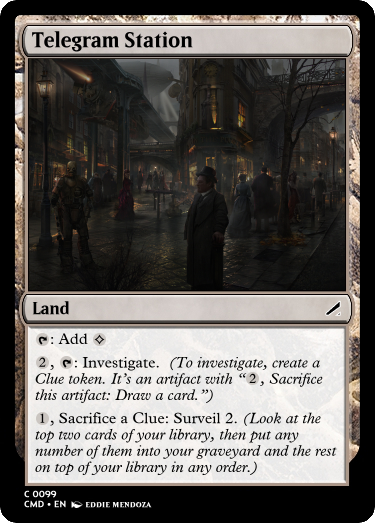 Telegram Station
Land
: Add
2, : Investigate. (To investigate, create a
Clue token. It's an artifact with “2, Sacrifice
this artifact: Draw a card.”)
1, Sacrifice a Clue: Surveil 2. (Look at the
top two cards of your library, then put any
number of them into your graveyard and the rest
on top of your library in any order.)
C 0099
CMD • EN EDDIE MENDOZA